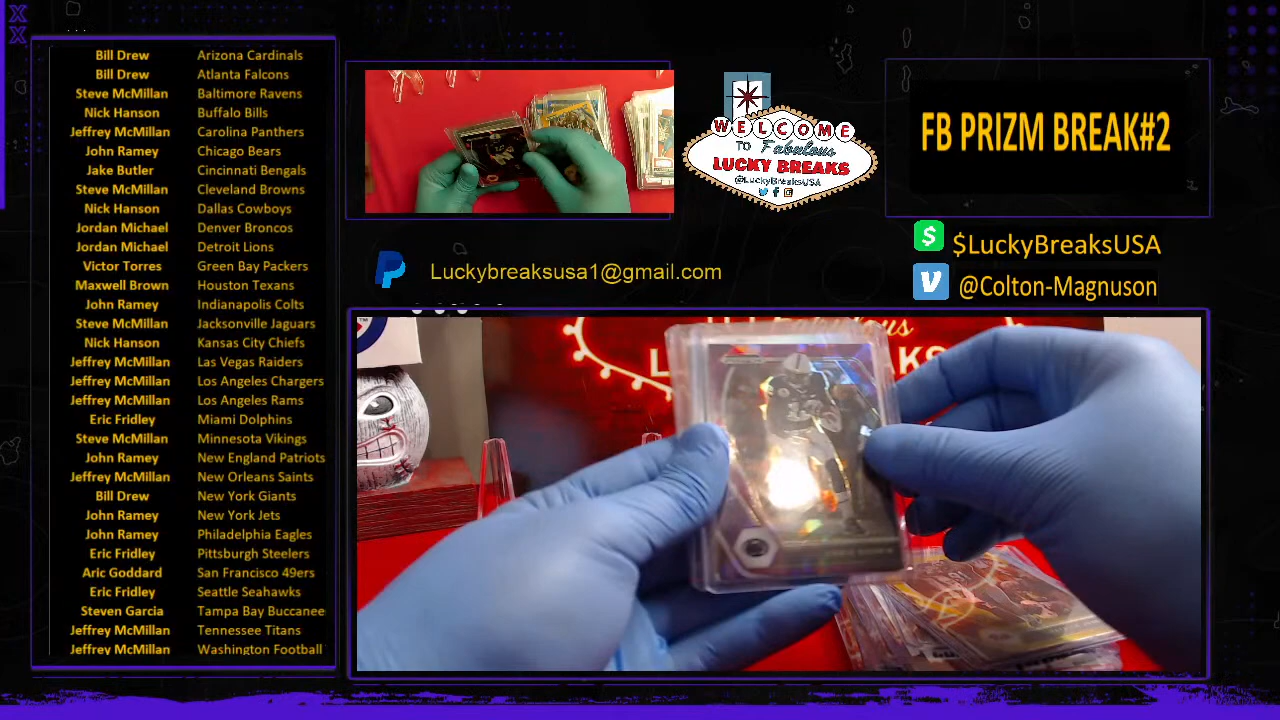 Bill Drew Arizona Cardinals
Bill Drew Atlanta Falcons
Steve McMillan Baltimore Ravens
Nick Hanson Buffalo Bills
Jeffrey McMillan Carolina Panthers
John Ramey Chicago Bears
Jake Butler Cincinnati Bengals
Steve McMillan Cleveland Browns
Nick Hanson Dallas Cowboys
Jordan Michael Denver Broncos
Jordan Michael Detroit Lions
Victor Torres Green Bay Packers
Maxwell Brown Houston Texans
John Ramey Indianapolis Colts
Steve McMillan Jacksonville Jaguars
Nick Hanson Kansas City Chiefs
Jeffrey McMillan Las Vegas Raiders
Jeffrey McMillan Los Angeles Chargers
Jeffrey McMillan Los Angeles Rams
Eric Fridley Miami Dolphins
Steve McMillan Minnesota Vikings
John Ramey New England Patriots
Jeffrey McMillan New Orleans Saints
Bill Drew New York Giants
John Ramey New York Jets
John Ramey Philadelphia Eagles
Eric Fridley Pittsburgh Steelers
Aric Goddard San Francisco 49ers
Eric Fridley Seattle Seahawks
Steven Garcia Tampa Bay Buccanee
Jeffrey McMillan Tennessee Titans
Jeffrey McMillan Washington Football
WELCOME
TO Fabulous
LUCKY BREAKS
@LuckyBreaksUSA
FB PRIZM BREAK#2
$LuckyBreaksUSA
@Colton-Magnuson
Luckybreaksusa1@gmail.com